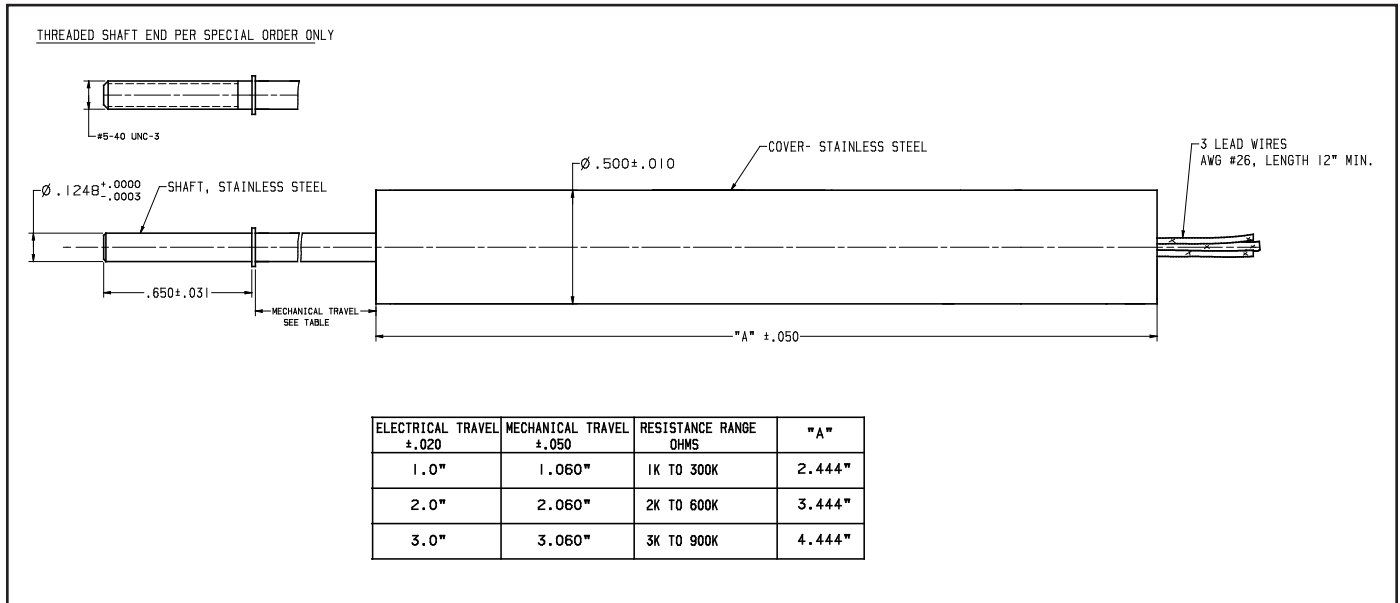 THREADED SHAFT END PER SPECIAL ORDER ONLY
#5-40 UNC-3
Ø .1248 +.0000
-.0003
SHAFT, STAINLESS STEEL
Ø .500±.010
COVER- STAINLESS STEEL
3 LEAD WIRES
AWG #26, LENGTH 12" MIN.
.650±.031
MECHANICAL TRAVEL
SEE TABLE
"A" ±.050
ELECTRICAL TRAVEL MECHANICAL TRAVEL RESISTANCE RANGE "A"
±.020 ±.050 OHMS
1.0" 1.060" 1K TO 300K 2.444"
2.0" 2.060" 2K TO 600K 3.444"
3.0" 3.060" 3K TO 900K 4.444"